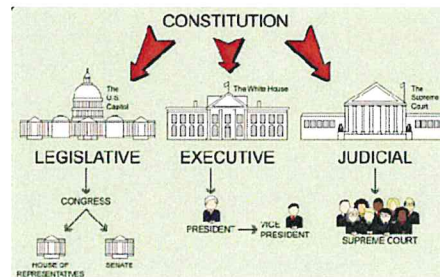 CONSTITUTION
The
U.S.
Capitol
The White House
The
Supreme
Court
LEGISLATIVE
EXECUTIVE
JUDICIAL
CONGRESS
PRESIDENT
VICE
PRESIDENT
SUPREME COURT
HOUSE OF
REPRESENTATIVES
SENATE